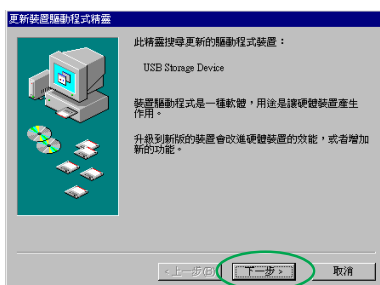 更新裝置驅動程式精靈
此精靈搜尋更新的驅動程式裝置：
USB Storage Device
裝置驅動程式是一種軟體，用途是讓硬體裝置產生
作用。
升級到新版的裝置會改進硬體裝置的效能，或者增加
新的功能。
<上一步(B) 下一步 > 取消